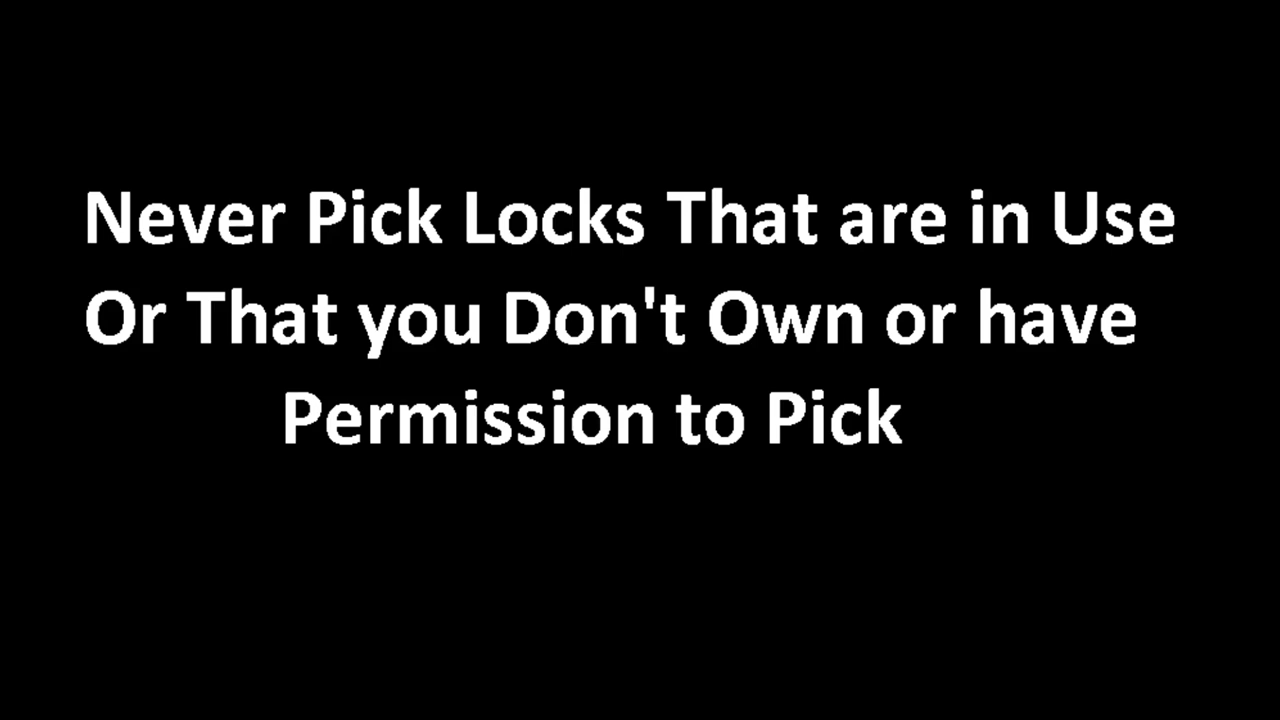 Never Pick Locks That are in Use
Or That you Don't Own or have
Permission to Pick